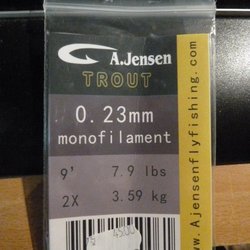 A.Jensen
TROUT
0.23mm
monofilament
9' 7.9 lbs
2X 3.59 kg
www.Ajensenflyfishing.com